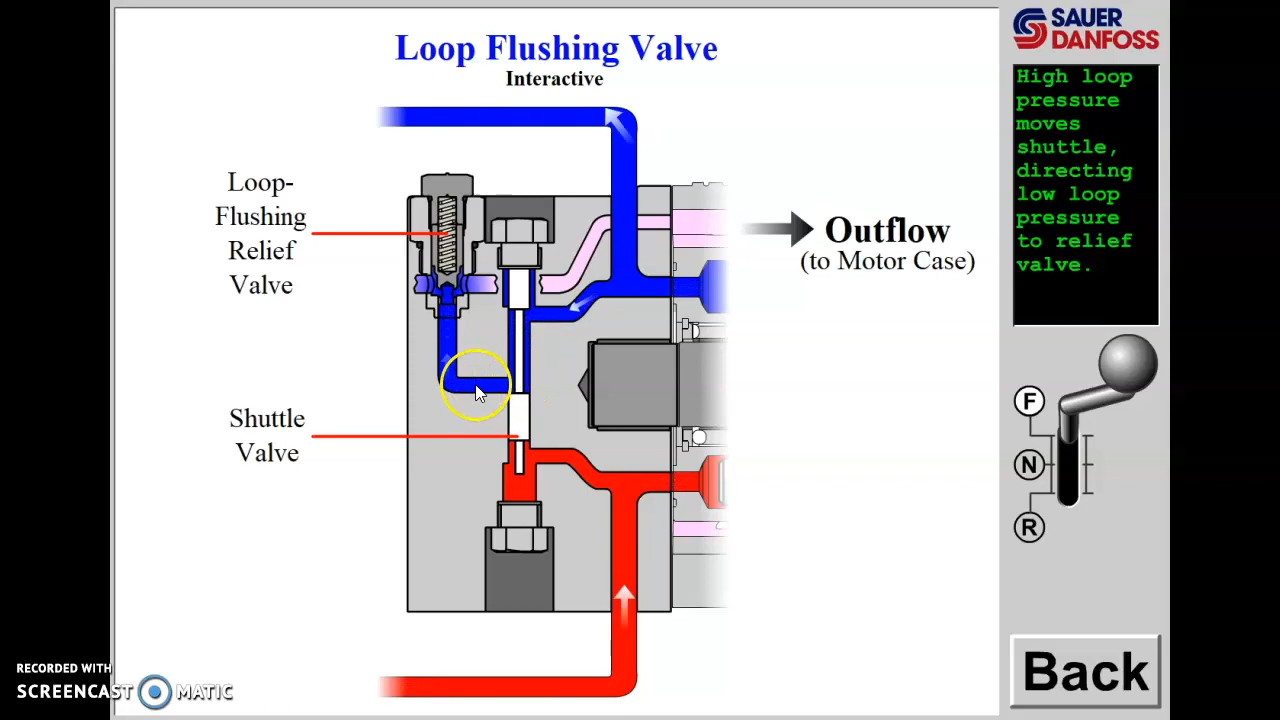 Loop Flushing Valve
Interactive
Loop-
Flushing
Relief
Valve
Shuttle
Valve
Outflow
(to Motor Case)
SAUER
DANFOSS
High loop
pressure
moves
shuttle,
directing
low loop
pressure
to relief
valve.
F
N
R
Back
RECORDED WITH
SCREENCAST MATIC